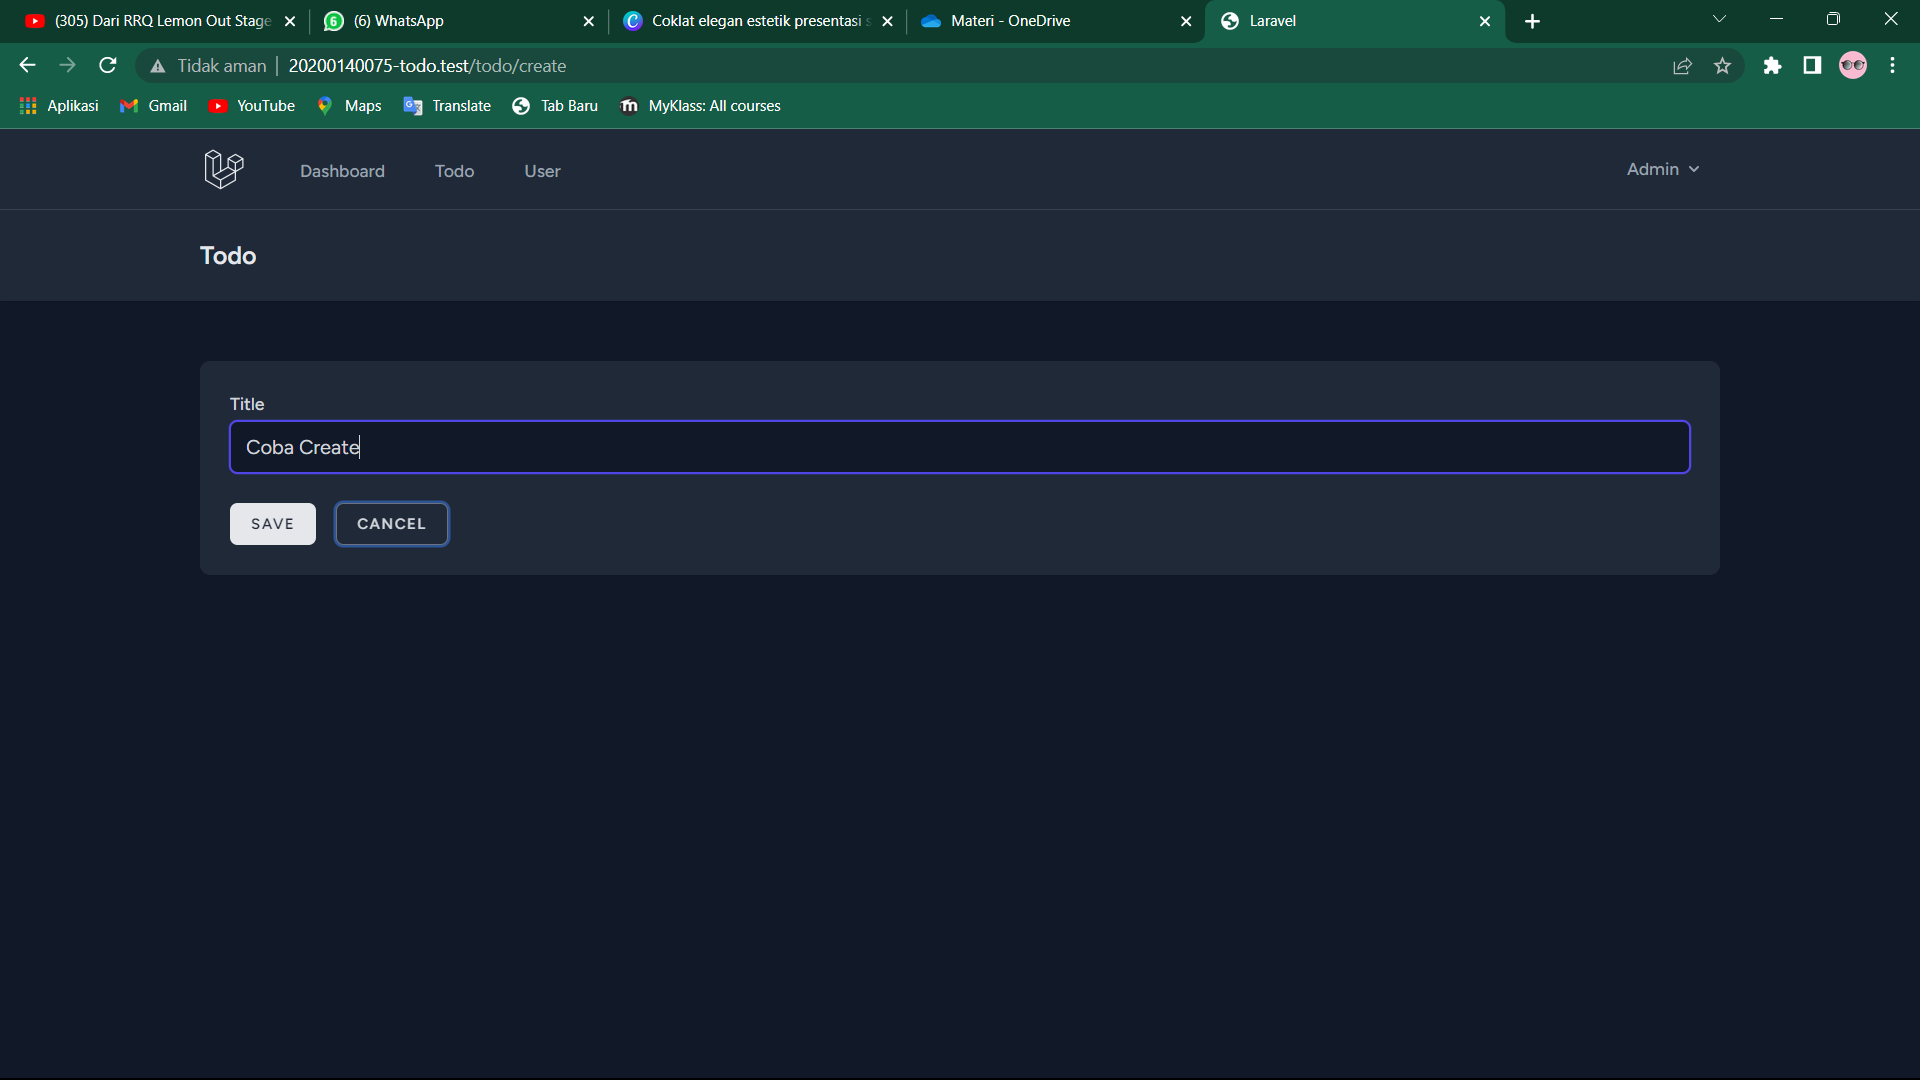 (305) Dari RRQ Lemon Out Stage
6 (6) WhatsApp
Coklat elegan estetik presentasi
Materi - OneDrive
Laravel
Tidak aman 20200140075-todo.test/todo/create
Aplikasi Gmail YouTube Maps Translate Tab Baru MyKlass: All courses
Dashboard Todo User Admin
Todo
Title
Coba Create
SAVE CANCEL